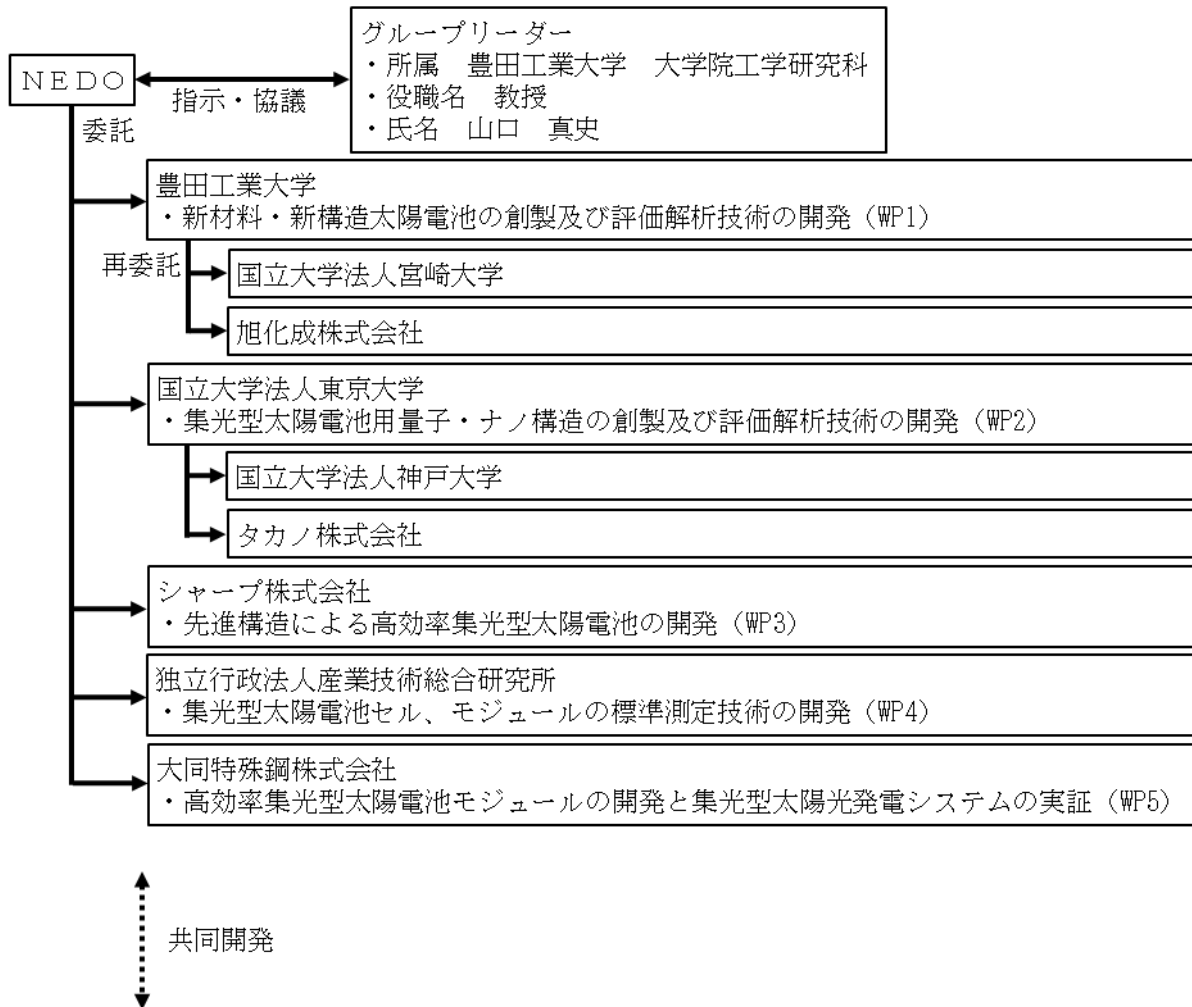 グループリーダー
・所属　豊田工業大学　大学院工学研究科
・役職名　教授
・氏名　山口　真史
ＮＥＤＯ
指示・協議
委託
豊田工業大学
・新材料・新構造太陽電池の創製及び評価解析技術の開発（WP1）
再委託
国立大学法人宮崎大学
旭化成株式会社
国立大学法人東京大学
・集光型太陽電池用量子・ナノ構造の創製及び評価解析技術の開発（WP2）
国立大学法人神戸大学
タカノ株式会社
シャープ株式会社
・先進構造による高効率集光型太陽電池の開発（WP3）
独立行政法人産業技術総合研究所
・集光型太陽電池セル、モジュールの標準測定技術の開発（WP4）
大同特殊鋼株式会社
・高効率集光型太陽電池モジュールの開発と集光型太陽光発電システムの実証（WP5）
共同開発